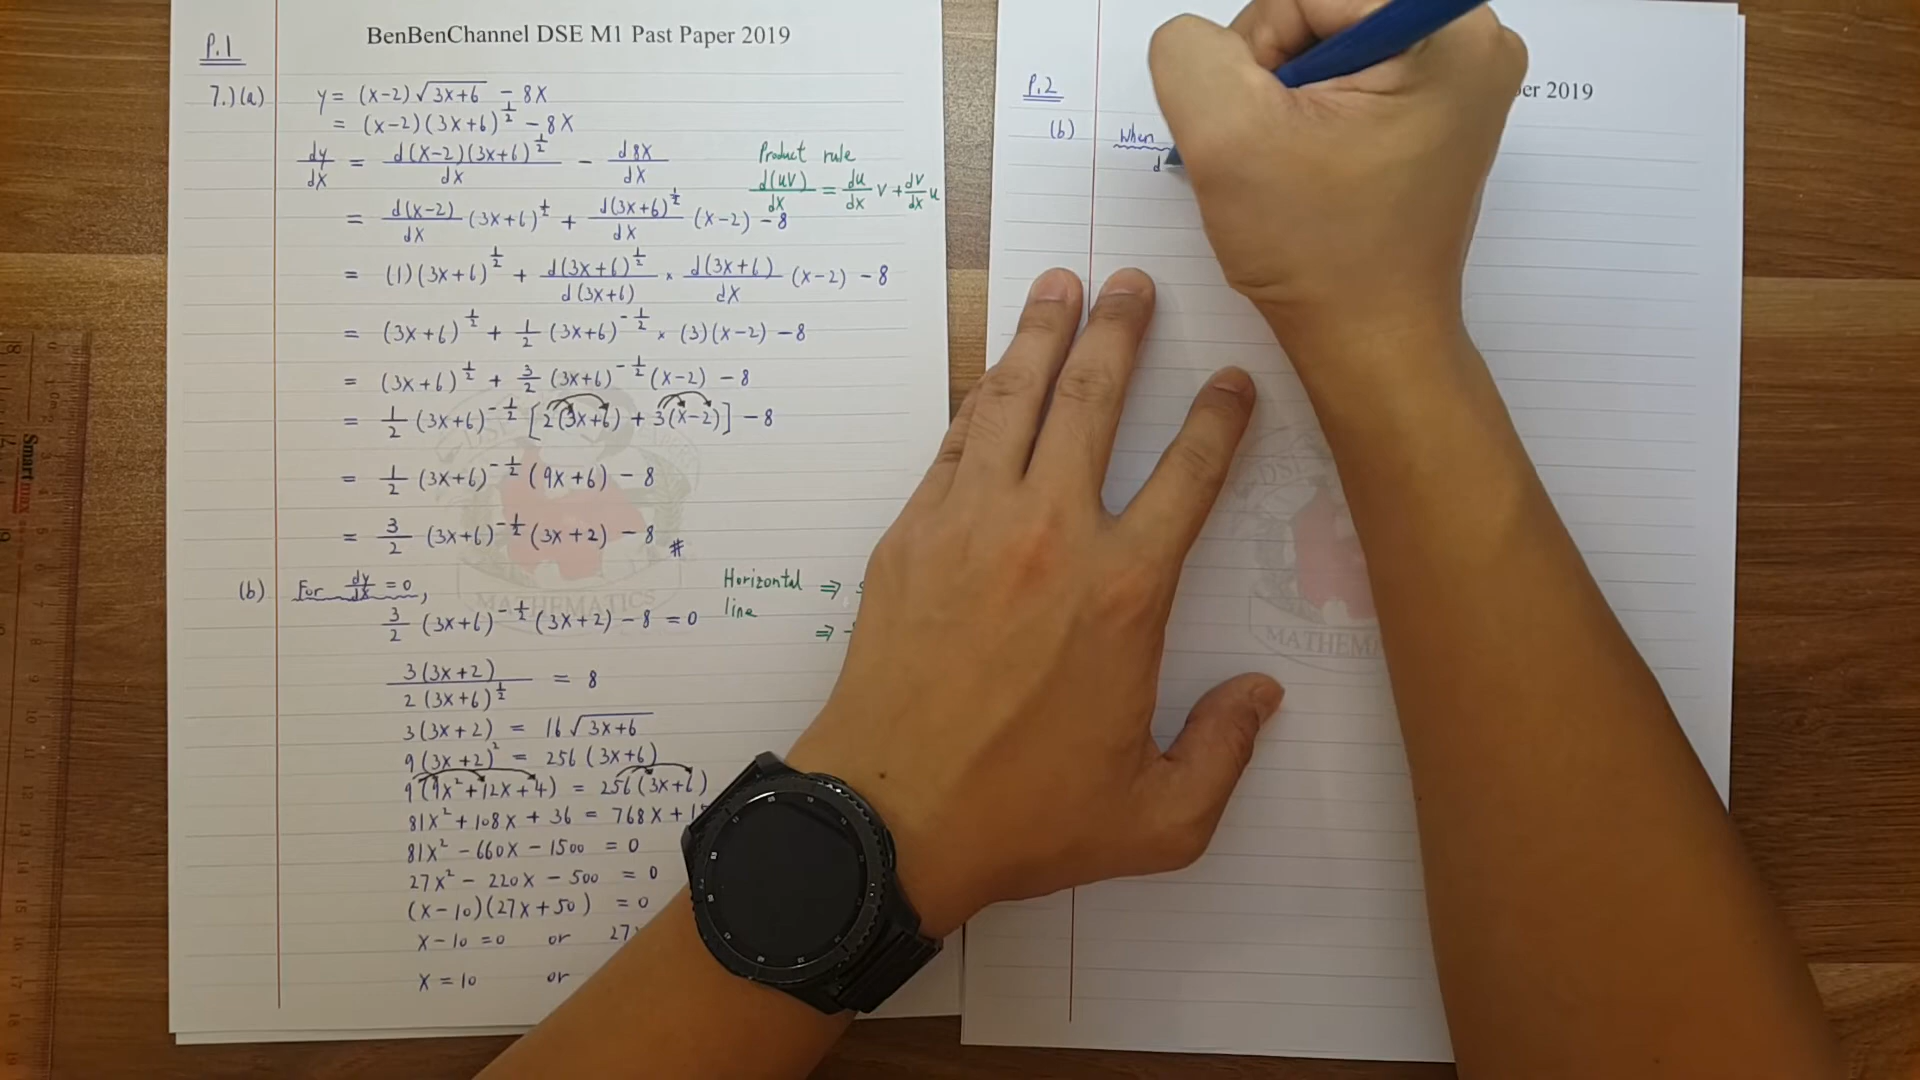 P.1
BenBenChannel DSE M1 Past Paper 2019
7.)(a) y = (x-2)√(3x+6) - 8x
= (x-2)(3x+6)^(1/2) - 8x
dy/dx = d(x-2)(3x+6)^(1/2)/dx - d8x/dx
Product rule
d(uv)/dx = du/dx v + dv/dx u
= d(x-2)/dx (3x+6)^(1/2) + d(3x+6)^(1/2)/dx (x-2) - 8
= (1)(3x+6)^(1/2) + d(3x+6)^(1/2)/d(3x+6) × d(3x+6)/dx (x-2) - 8
= (3x+6)^(1/2) + 1/2 (3x+6)^(-1/2) × (3)(x-2) - 8
= (3x+6)^(1/2) + 3/2 (3x+6)^(-1/2) (x-2) - 8
= 1/2 (3x+6)^(-1/2) [2(3x+6) + 3(x-2)] - 8
= 1/2 (3x+6)^(-1/2) (9x+6) - 8
= 3/2 (3x+6)^(-1/2) (3x+2) - 8 #
(b) For dy/dx = 0,
Horizontal ⇒
line
⇒
3/2 (3x+6)^(-1/2) (3x+2) - 8 = 0
3(3x+2)/2(3x+6)^(1/2) = 8
3(3x+2) = 16√(3x+6)
9(3x+2)² = 256(3x+6)
9(9x²+12x+4) = 256(3x+6)
81x² + 108x + 36 = 768x + 1
81x² - 660x - 1500 = 0
27x² - 220x - 500 = 0
(x-10)(27x+50) = 0
x-10 = 0 or 27
x = 10 or
MATHEMATICS
P.2
er 2019
(b) When
d
DSE
MATHEM
Smart